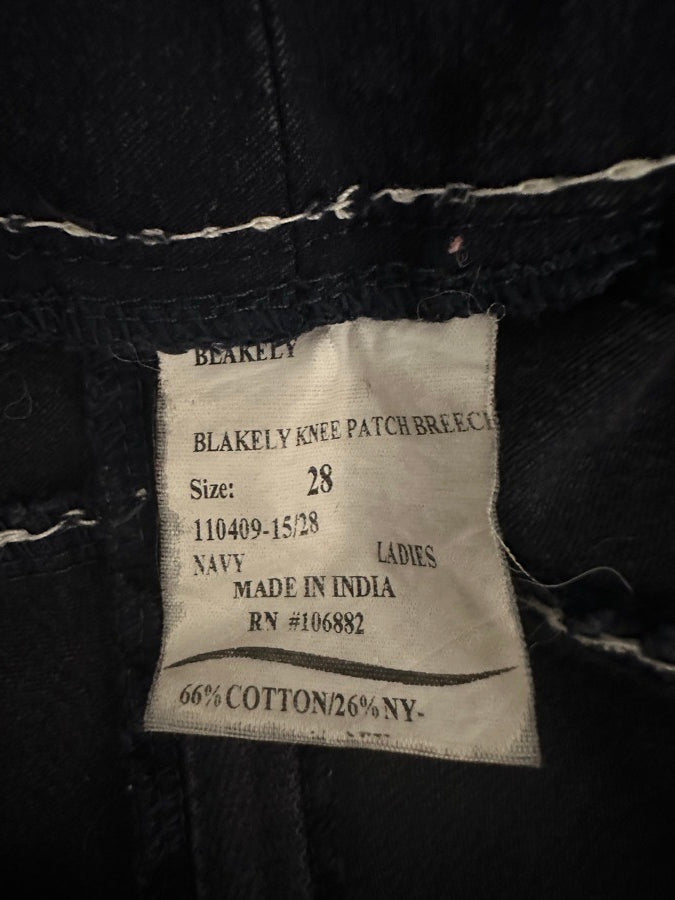 BLAKELY
BLAKELY KNEE PATCH BREECH
Size: 28
110409-15/28
NAVY LADIES
MADE IN INDIA
RN #106882
66% COTTON/26% NY-